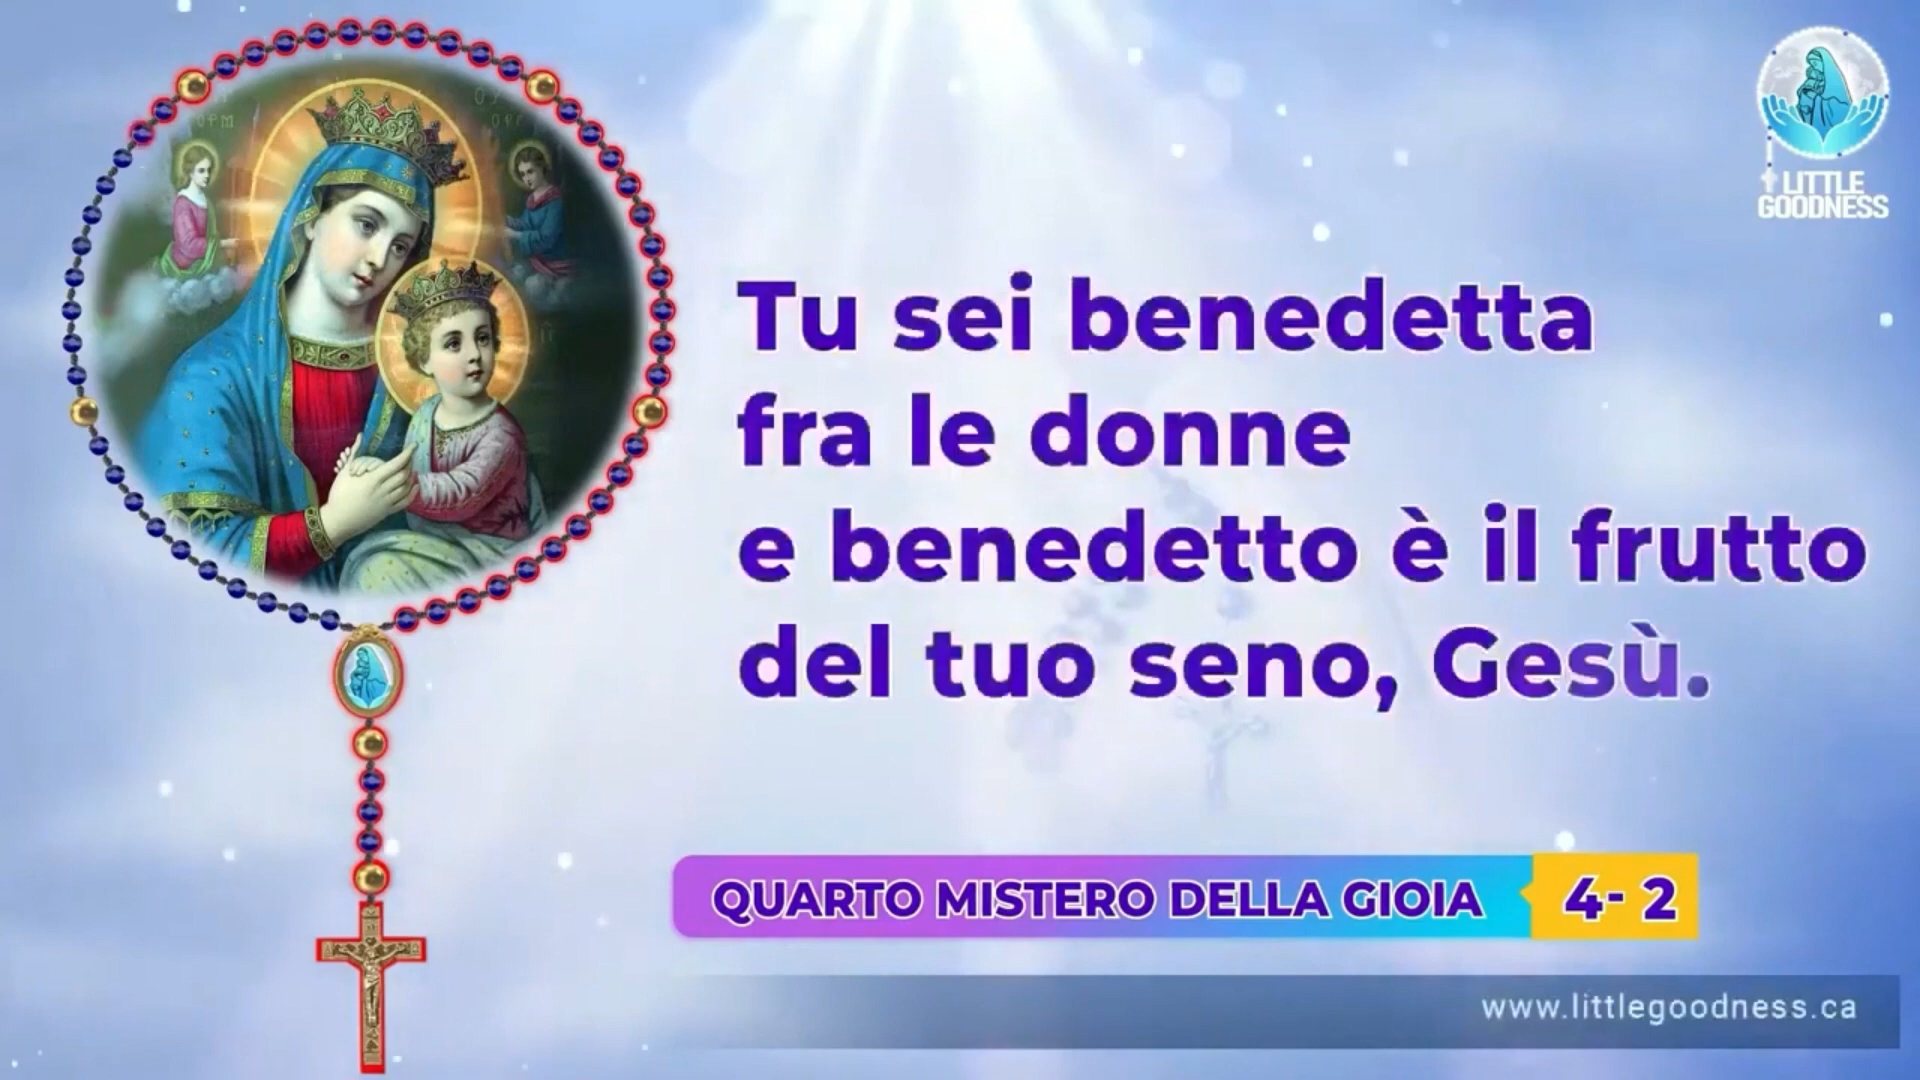 LITTLE
GOODNESS
Tu sei benedetta
fra le donne
e benedetto è il frutto
del tuo seno, Gesù.
QUARTO MISTERO DELLA GIOIA
4- 2
www.littlegoodness.ca